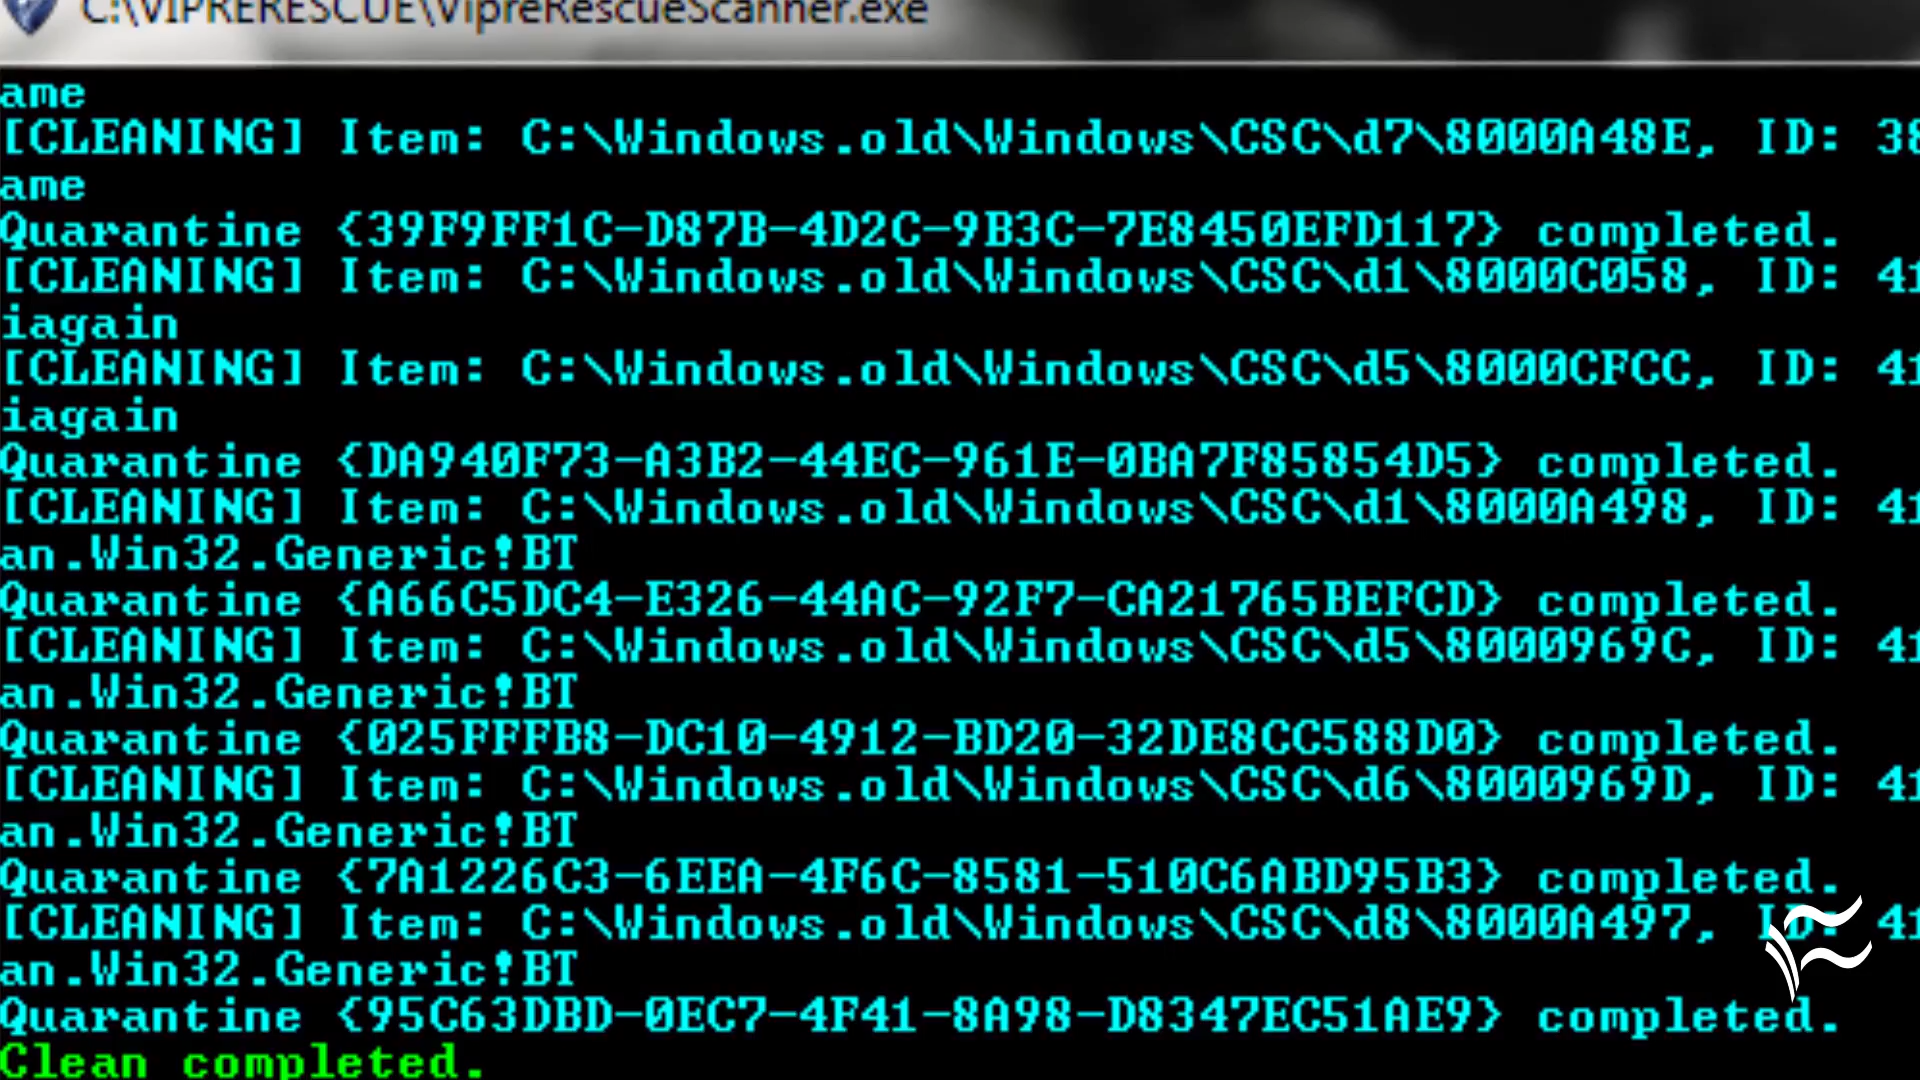 C:\VIPRERESCUE\VipreRescueScanner.exe
ame
[CLEANING] Item: C:\Windows.old\Windows\CSC\d7\8000A48E, ID: 38
ame
Quarantine {39F9FF1C-D87B-4D2C-9B3C-7E8450EFD117} completed.
[CLEANING] Item: C:\Windows.old\Windows\CSC\d1\8000C058, ID: 41
iagain
[CLEANING] Item: C:\Windows.old\Windows\CSC\d5\8000CFCC, ID: 41
iagain
Quarantine {DA940F73-A3B2-44EC-961E-0BA7F85854D5} completed.
[CLEANING] Item: C:\Windows.old\Windows\CSC\d1\8000A498, ID: 41
an.Win32.Generic!BT
Quarantine {A66C5DC4-E326-44AC-92F7-CA21765BEFCD} completed.
[CLEANING] Item: C:\Windows.old\Windows\CSC\d5\8000969C, ID: 41
an.Win32.Generic!BT
Quarantine {025FFFB8-DC10-4912-BD20-32DE8CC588D0} completed.
[CLEANING] Item: C:\Windows.old\Windows\CSC\d6\8000969D, ID: 41
an.Win32.Generic!BT
Quarantine {7A1226C3-6EEA-4F6C-8581-510C6ABD95B3} completed.
[CLEANING] Item: C:\Windows.old\Windows\CSC\d8\8000A497, ID: 41
an.Win32.Generic!BT
Quarantine {95C63DBD-0EC7-4F41-8A98-D8347EC51AE9} completed.
Clean completed.